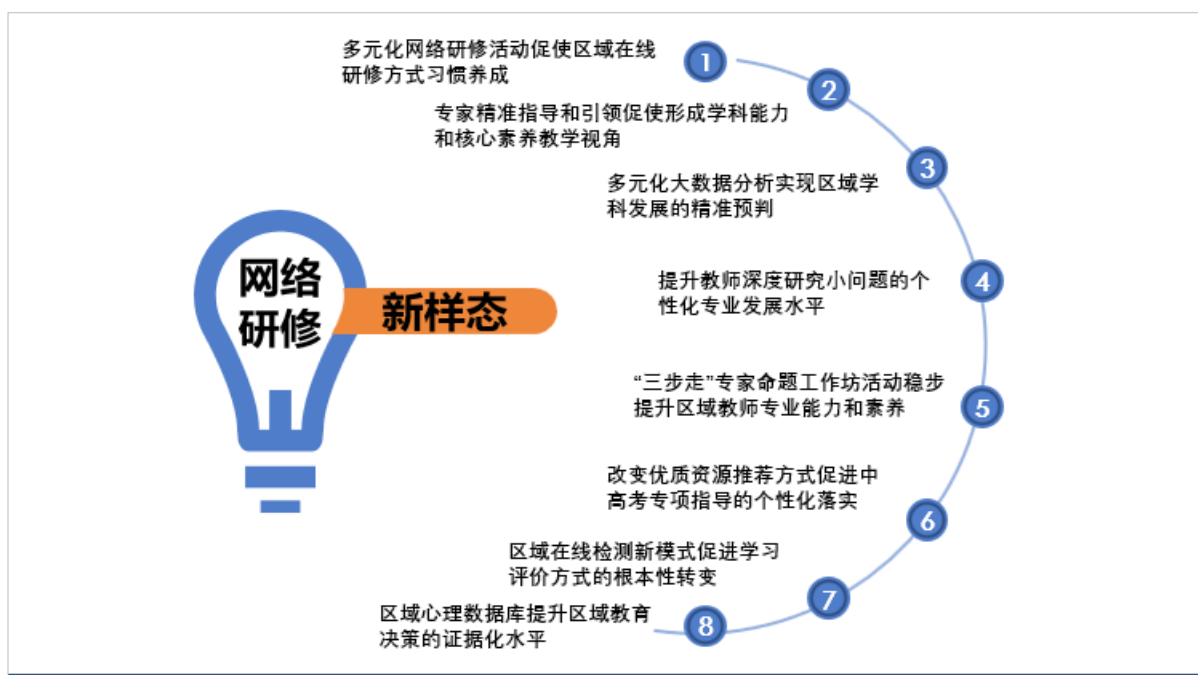 多元化网络研修活动促使区域在线
研修方式习惯养成
1
专家精准指导和引领促使形成学科能力
和核心素养教学视角
2
多元化大数据分析实现区域学
科发展的精准预判
3
网络
研修
新样态
提升教师深度研究小问题的个
性化专业发展水平
4
“三步走”专家命题工作坊活动稳步
提升区域教师专业能力和素养
5
改变优质资源推荐方式促进中
高考专项指导的个性化落实
6
区域在线检测新模式促进学习
评价方式的根本性转变
7
区域心理数据库提升区域教育
决策的证据化水平
8